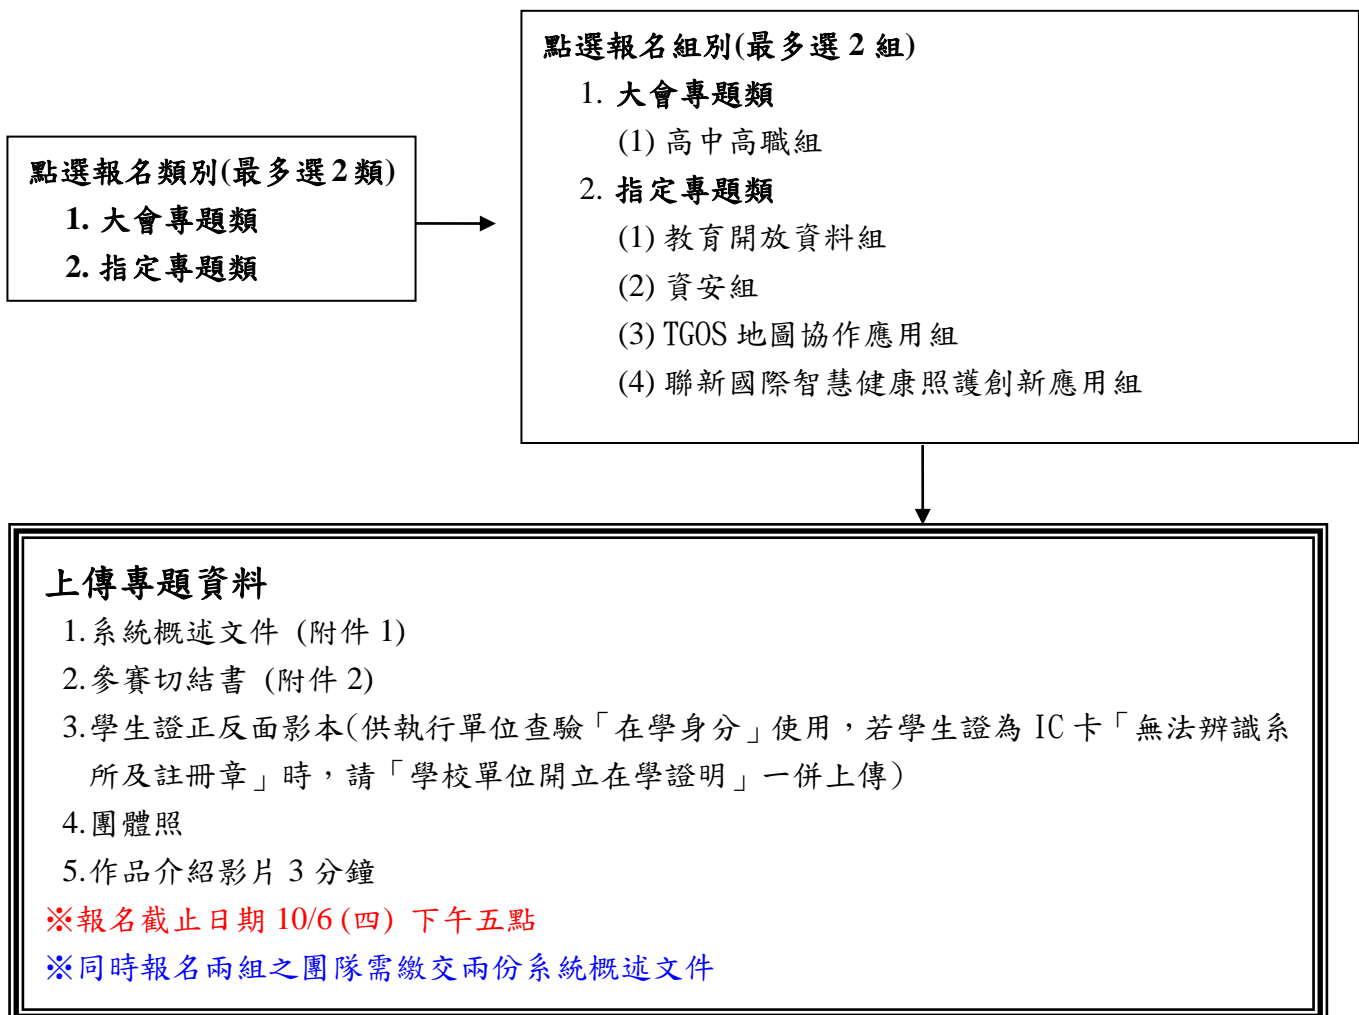 點選報名類別(最多選2類)
1. 大會專題類
2. 指定專題類
點選報名組別(最多選 2 組)
1. 大會專題類
(1) 高中高職組
2. 指定專題類
(1) 教育開放資料組
(2) 資安組
(3) TGOS 地圖協作應用組
(4) 聯新國際智慧健康照護創新應用組
上傳專題資料
1.系統概述文件 (附件 1)
2.參賽切結書 (附件 2)
3.學生證正反面影本(供執行單位查驗「在學身分」使用，若學生證為 IC 卡「無法辨識系
所及註冊章」時，請「學校單位開立在學證明」一併上傳)
4.團體照
5.作品介紹影片 3 分鐘
※報名截止日期 10/6 (四) 下午五點
※同時報名兩組之團隊需繳交兩份系統概述文件